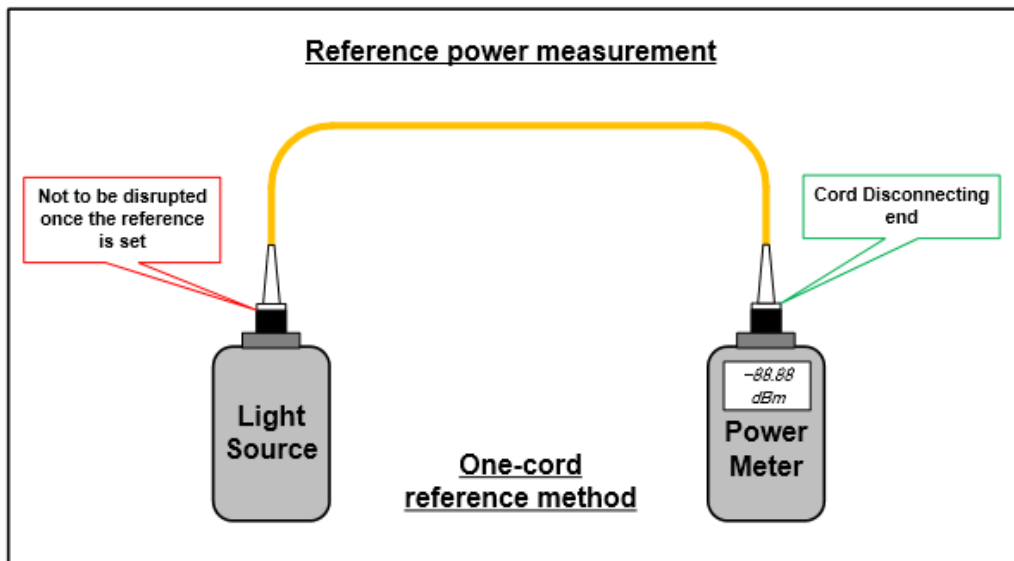 Reference power measurement
Not to be disrupted
once the reference
is set
Cord Disconnecting
end
Light
Source
-88.88
dBm
Power
Meter
One-cord
reference method